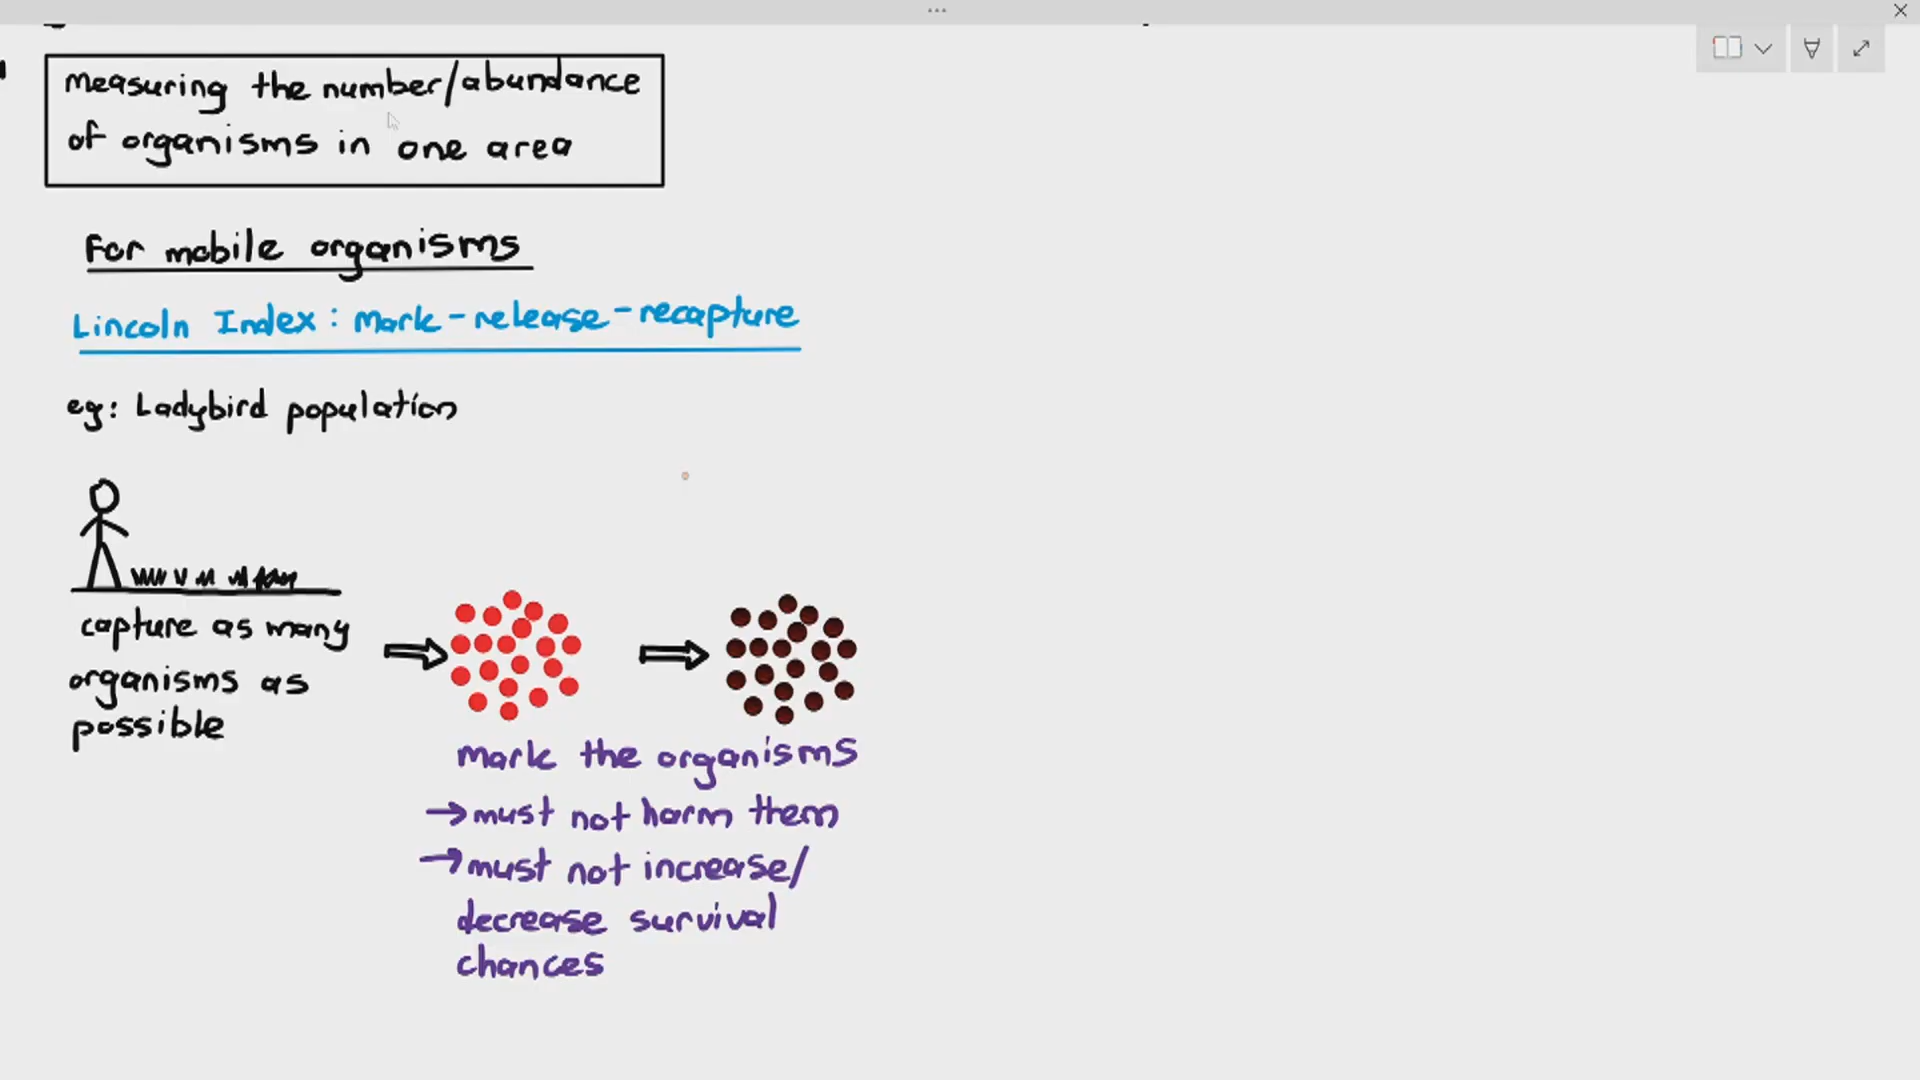 measuring the number/abundance
of organisms in one area
For mobile organisms
Lincoln Index: mark-release-recapture
eg: Ladybird population
capture as many
organisms as
possible
mark the organisms
→ must not harm them
→ must not increase/
decrease survival
chances